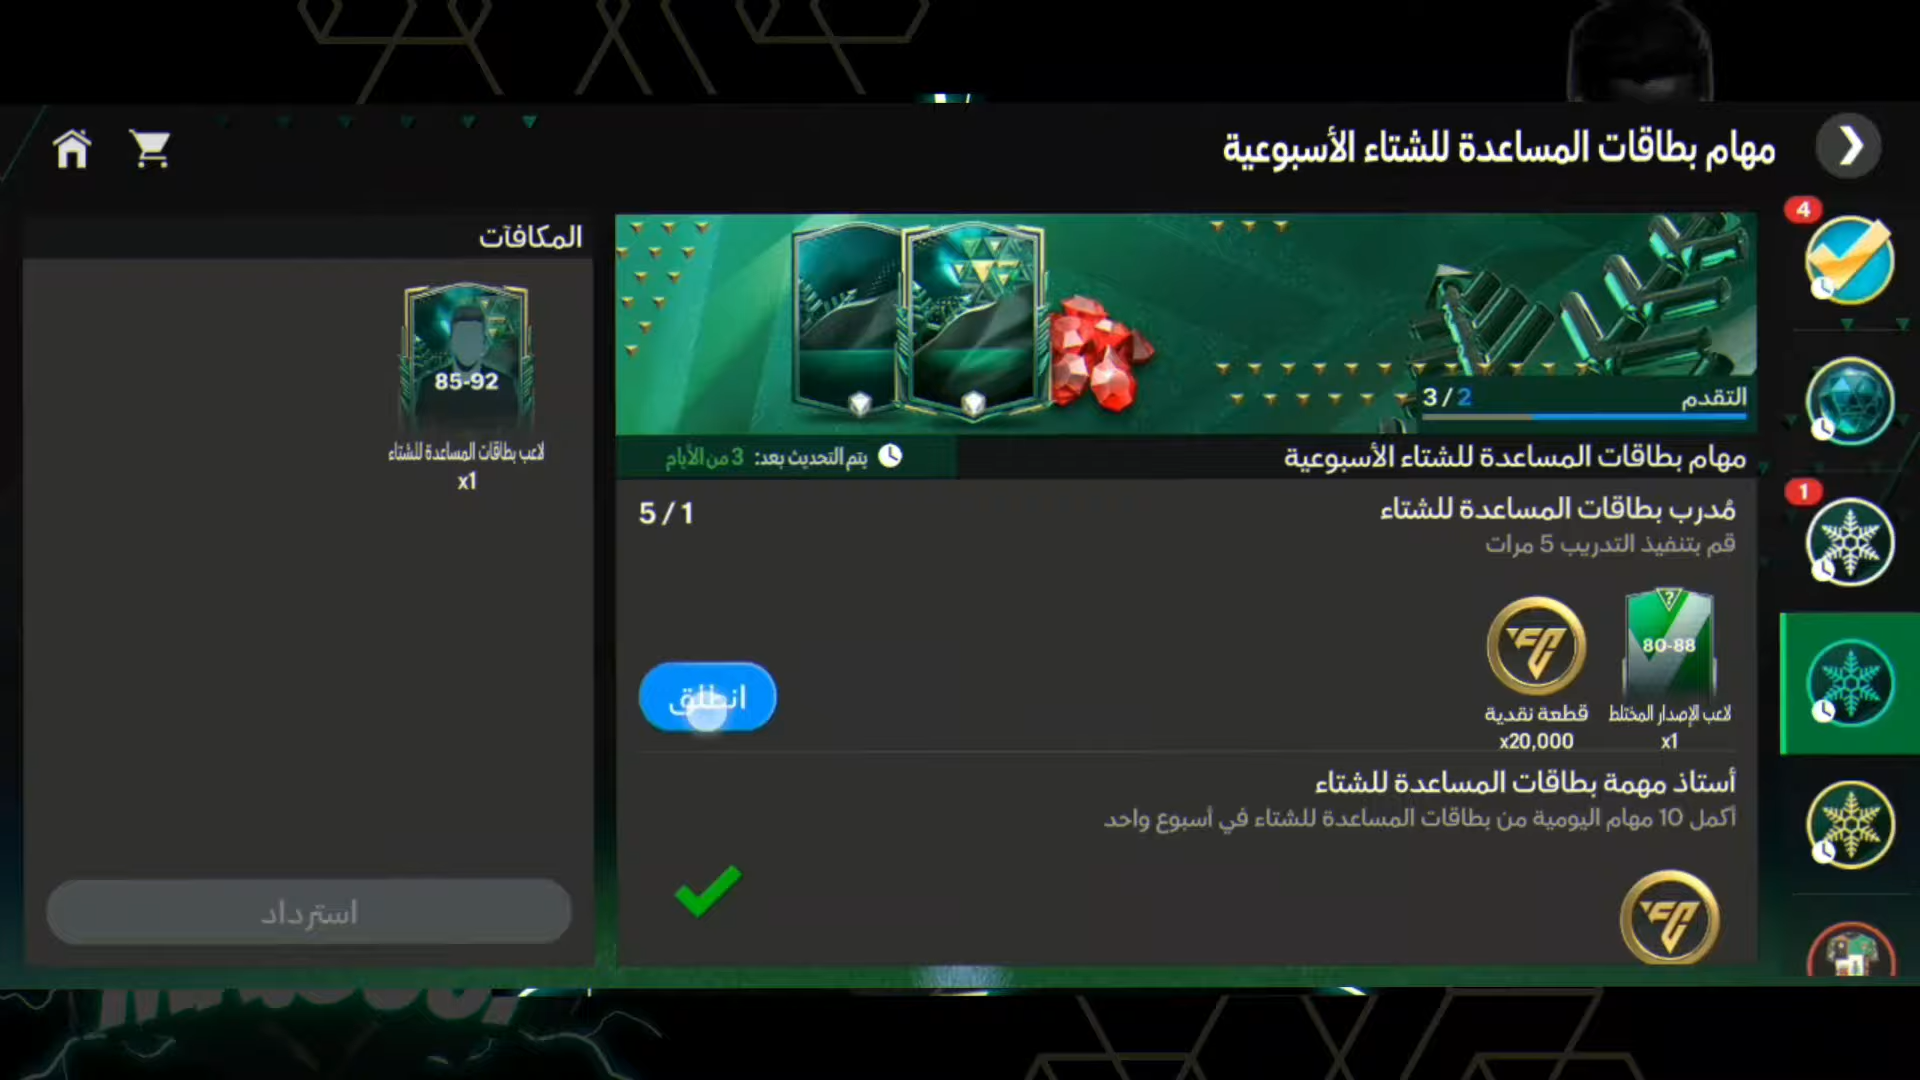 مهام بطاقات المساعدة للشتاء الأسبوعية
4
1
التقدم
3 / 2
مهام بطاقات المساعدة للشتاء الأسبوعية
يتم التحديث بعد: 3 من الأيام
مُدرب بطاقات المساعدة للشتاء
5 / 1
قم بتنفيذ التدريب 5 مرات
80-88
لاعب الإصدار المختلط
x1
قطعة نقدية
x20,000
انطلق
أستاذ مهمة بطاقات المساعدة للشتاء
أكمل 10 مهام اليومية من بطاقات المساعدة للشتاء في أسبوع واحد
المكافآت
85-92
لاعب بطاقات المساعدة للشتاء
x1
استرداد